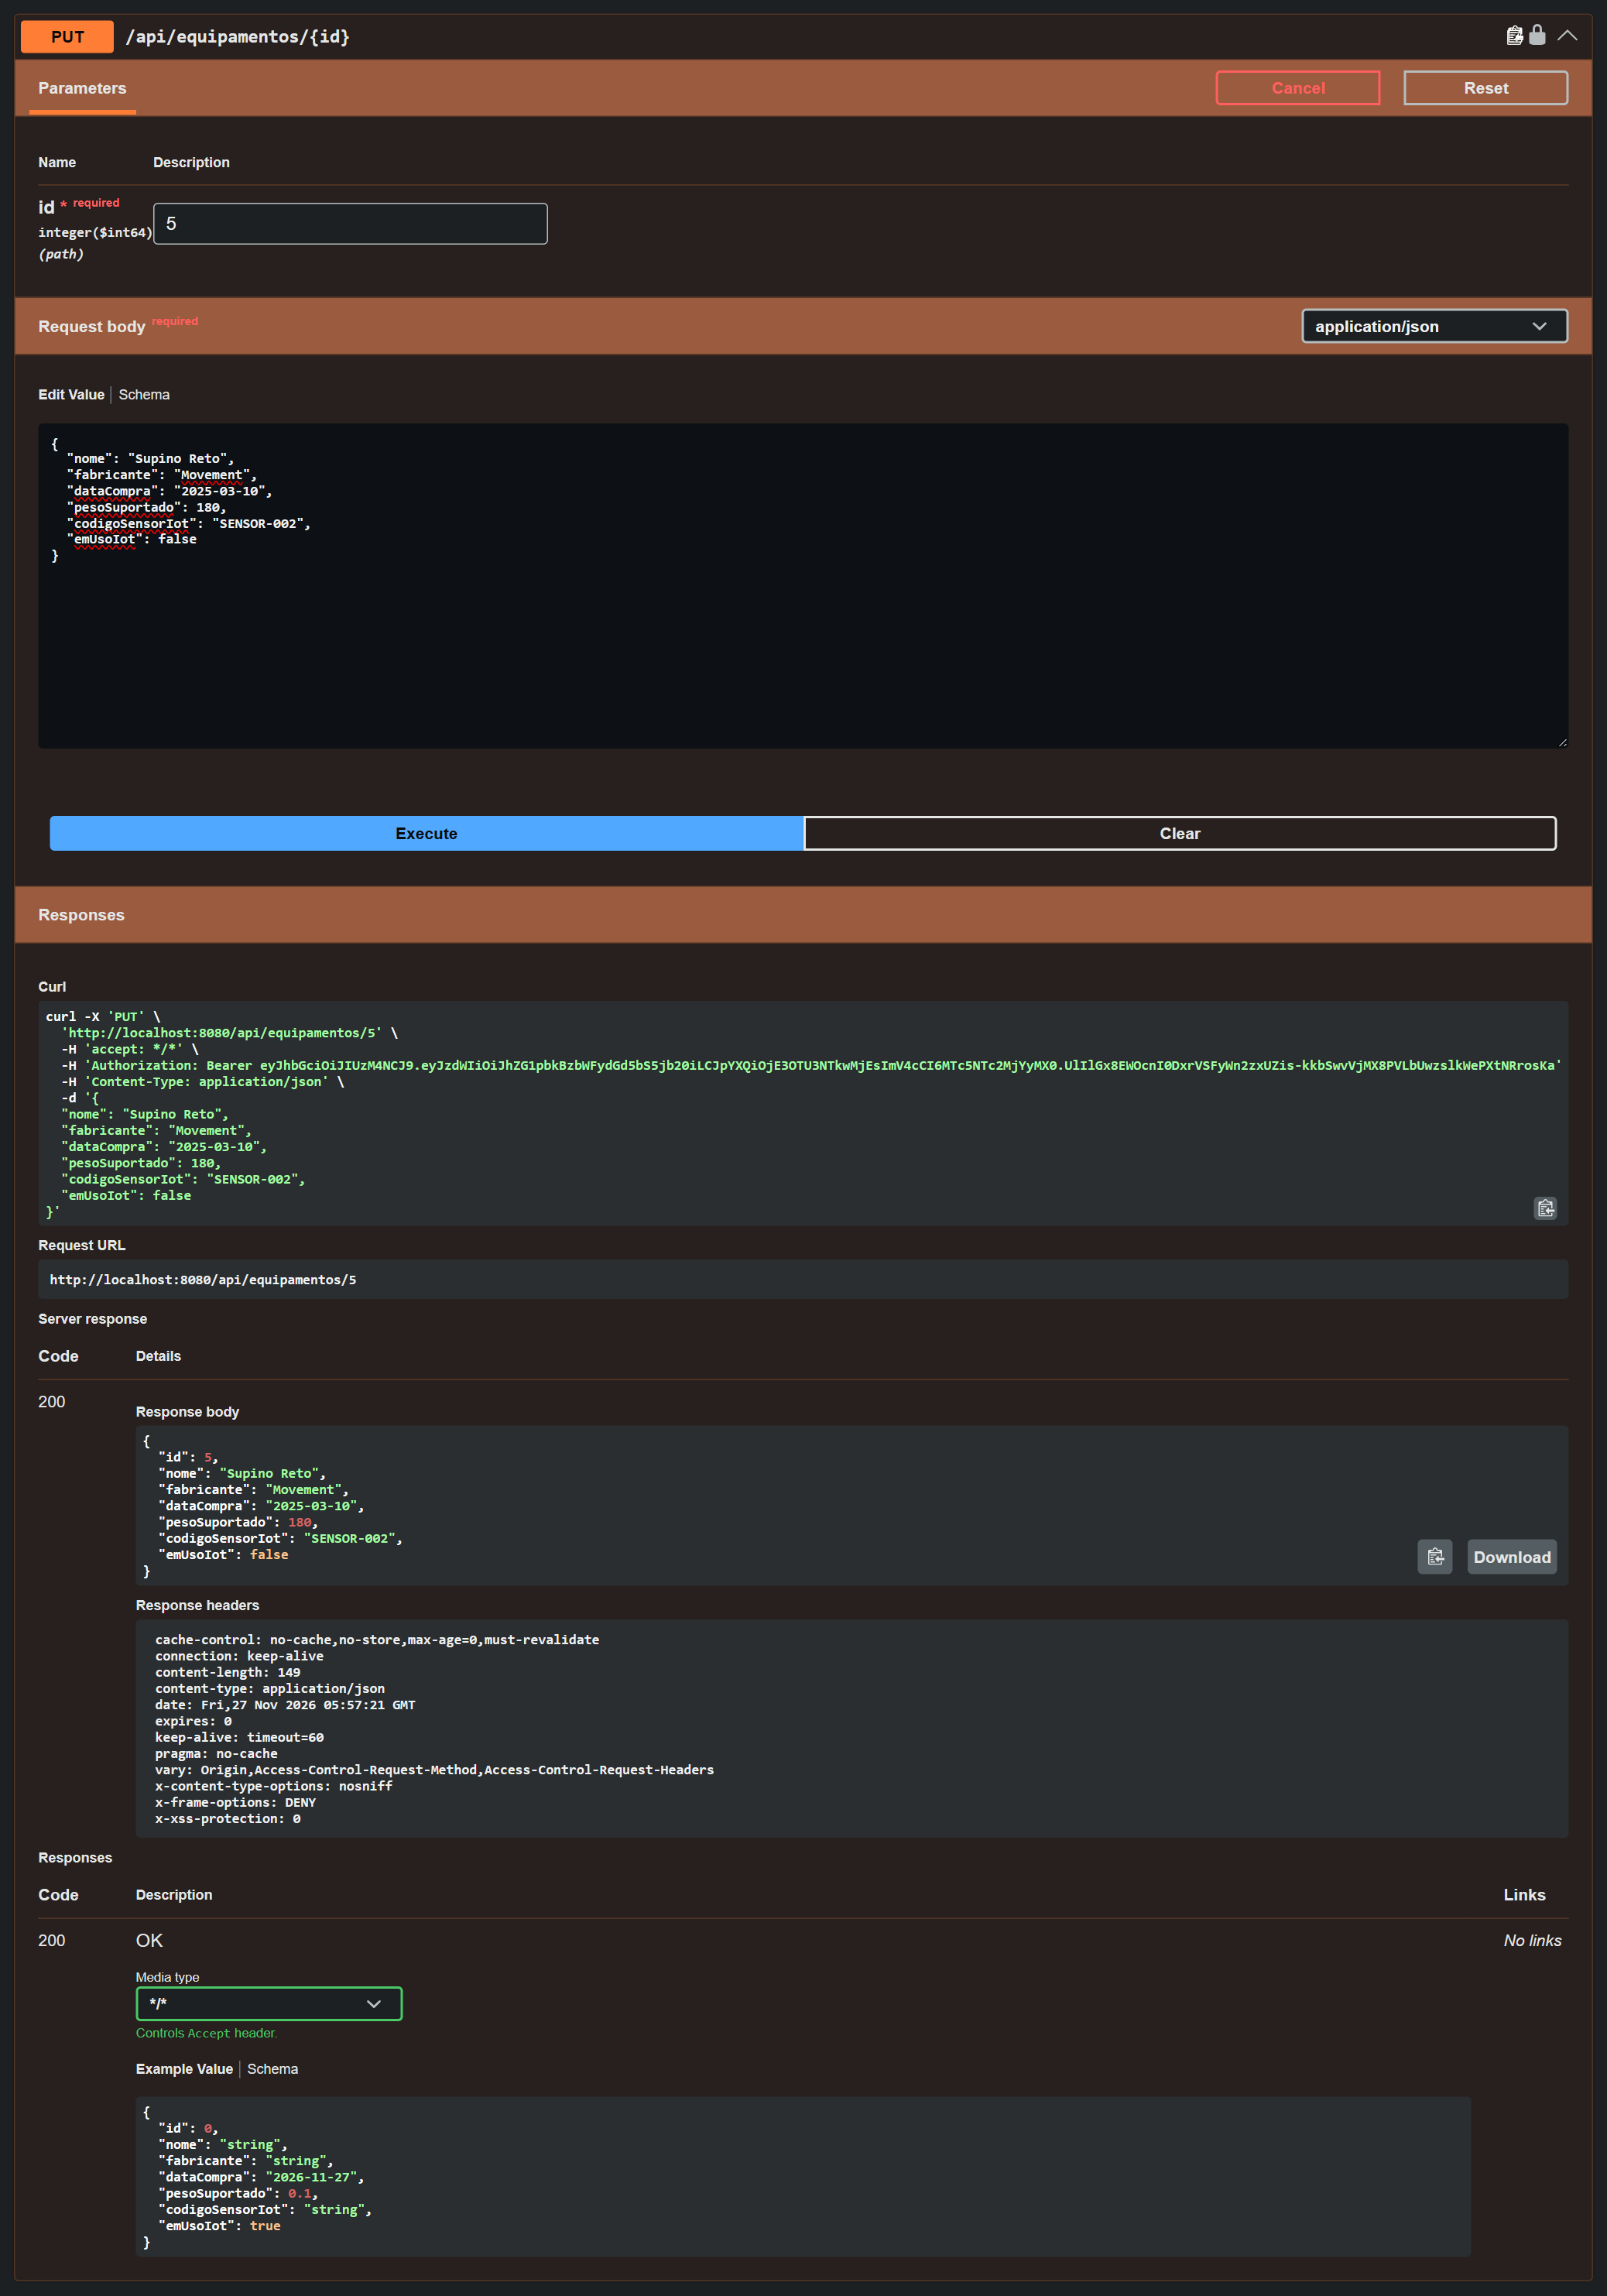 PUT /api/equipamentos/{id}
Parameters
Cancel
Reset
Name Description
id * required
integer($int64)
(path)
5
Request body required
application/json
Edit Value | Schema
{
  "nome": "Supino Reto",
  "fabricante": "Movement",
  "dataCompra": "2025-03-10",
  "pesoSuportado": 180,
  "codigoSensorIot": "SENSOR-002",
  "emUsoIot": false
}
Execute
Clear
Responses
Curl
curl -X 'PUT' \
  'http://localhost:8080/api/equipamentos/5' \
  -H 'accept: */*' \
  -H 'Authorization: Bearer eyJhbGciOiJIUzM4NCJ9.eyJzdWIiOiJhZG1pbkBzbWFydGd5bS5jb20iLCJpYXQiOjE3OTU3NTkwMjEsImV4cCI6MTc5NTc2MjYyMX0.UlIlGx8EWOcnI0DxrVSFyWn2zxUZis-kkbSwvVjMX8PVLbUwzslkWePXtNRrosKa' \
  -H 'Content-Type: application/json' \
  -d '{
  "nome": "Supino Reto",
  "fabricante": "Movement",
  "dataCompra": "2025-03-10",
  "pesoSuportado": 180,
  "codigoSensorIot": "SENSOR-002",
  "emUsoIot": false
}'
Request URL
http://localhost:8080/api/equipamentos/5
Server response
Code Details
200
Response body
{
  "id": 5,
  "nome": "Supino Reto",
  "fabricante": "Movement",
  "dataCompra": "2025-03-10",
  "pesoSuportado": 180,
  "codigoSensorIot": "SENSOR-002",
  "emUsoIot": false
}
Download
Response headers
cache-control: no-cache,no-store,max-age=0,must-revalidate
connection: keep-alive
content-length: 149
content-type: application/json
date: Fri,27 Nov 2026 05:57:21 GMT
expires: 0
keep-alive: timeout=60
pragma: no-cache
vary: Origin,Access-Control-Request-Method,Access-Control-Request-Headers
x-content-type-options: nosniff
x-frame-options: DENY
x-xss-protection: 0
Responses
Code Description Links
200 OK No links
Media type
*/*
Controls Accept header.
Example Value | Schema
{
  "id": 0,
  "nome": "string",
  "fabricante": "string",
  "dataCompra": "2026-11-27",
  "pesoSuportado": 0.1,
  "codigoSensorIot": "string",
  "emUsoIot": true
}